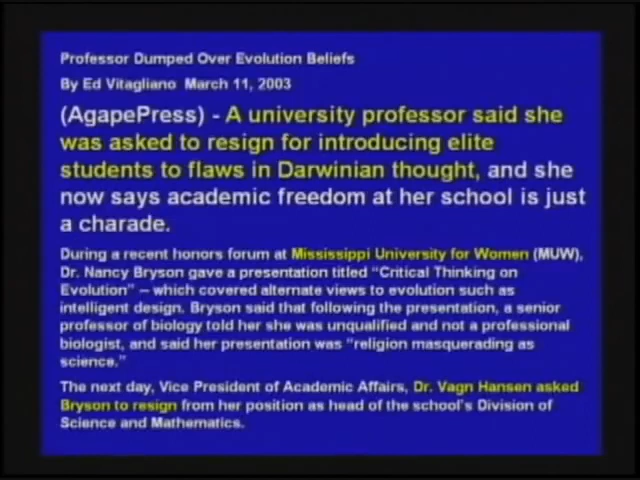 Professor Dumped Over Evolution Beliefs
By Ed Vitagliano March 11, 2003
(AgapePress) - A university professor said she
was asked to resign for introducing elite
students to flaws in Darwinian thought, and she
now says academic freedom at her school is just
a charade.
During a recent honors forum at Mississippi University for Women (MUW),
Dr. Nancy Bryson gave a presentation titled “Critical Thinking on
Evolution” – which covered alternate views to evolution such as
intelligent design. Bryson said that following the presentation, a senior
professor of biology told her she was unqualified and not a professional
biologist, and said her presentation was “religion masquerading as
science.”
The next day, Vice President of Academic Affairs, Dr. Vagn Hansen asked
Bryson to resign from her position as head of the school's Division of
Science and Mathematics.